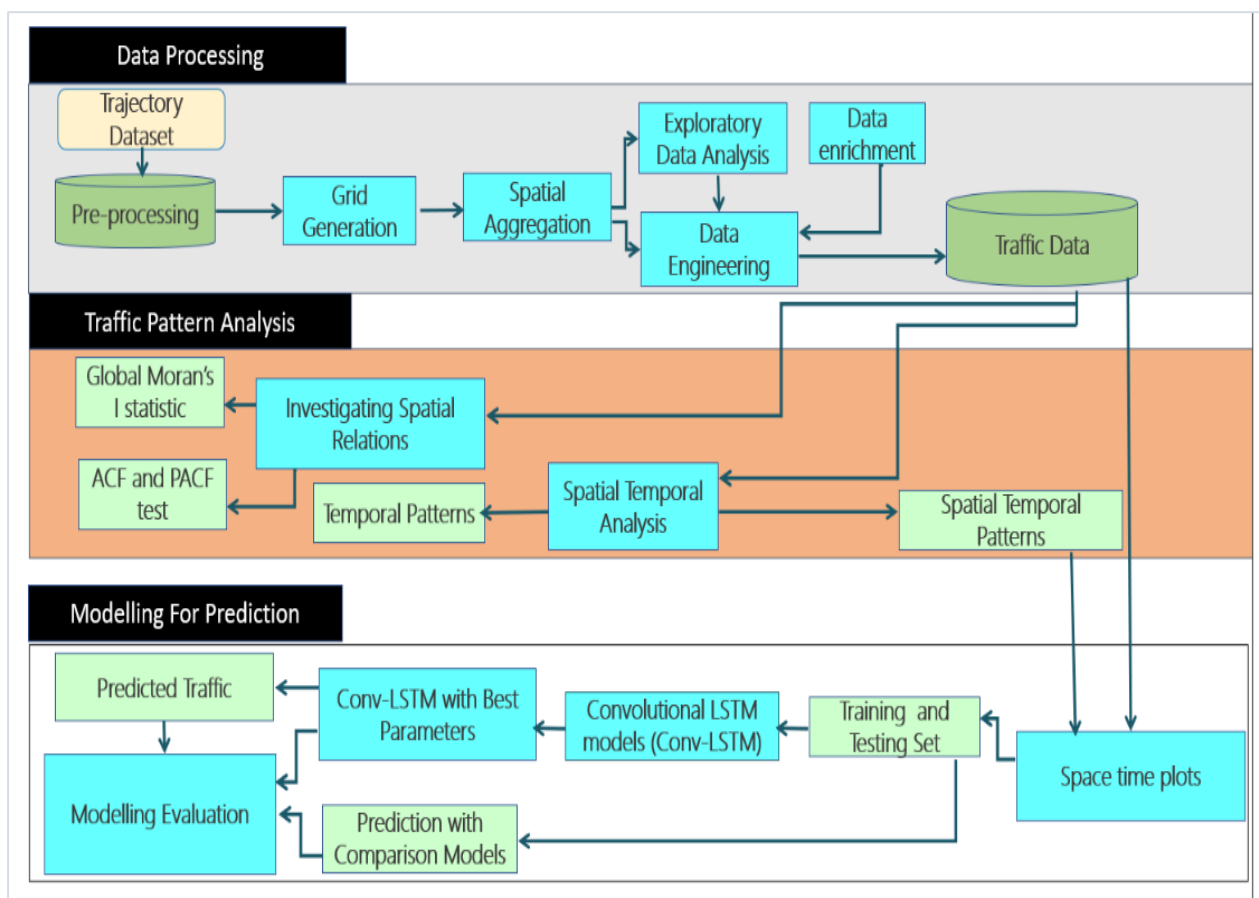 Data Processing
Trajectory
Dataset
Pre-processing
Grid
Generation
Spatial
Aggregation
Exploratory
Data Analysis
Data
enrichment
Data
Engineering
Traffic Data
Traffic Pattern Analysis
Global Moran's
I statistic
Investigating Spatial
Relations
ACF and PACF
test
Temporal Patterns
Spatial Temporal
Analysis
Spatial Temporal
Patterns
Modelling For Prediction
Predicted Traffic
Conv-LSTM with Best
Parameters
Convolutional LSTM
models (Conv-LSTM)
Training and
Testing Set
Space time plots
Modelling Evaluation
Prediction with
Comparison Models